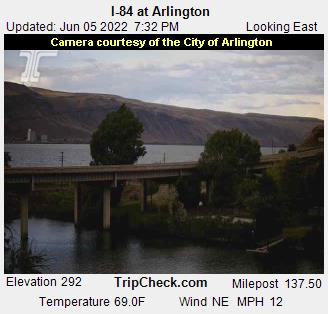 I-84 at Arlington
Updated: Jun 05 2022 7:32 PM Looking East
Camera courtesy of the City of Arlington
Elevation 292 TripCheck.com Milepost 137.50
Temperature 69.0F Wind NE MPH 12